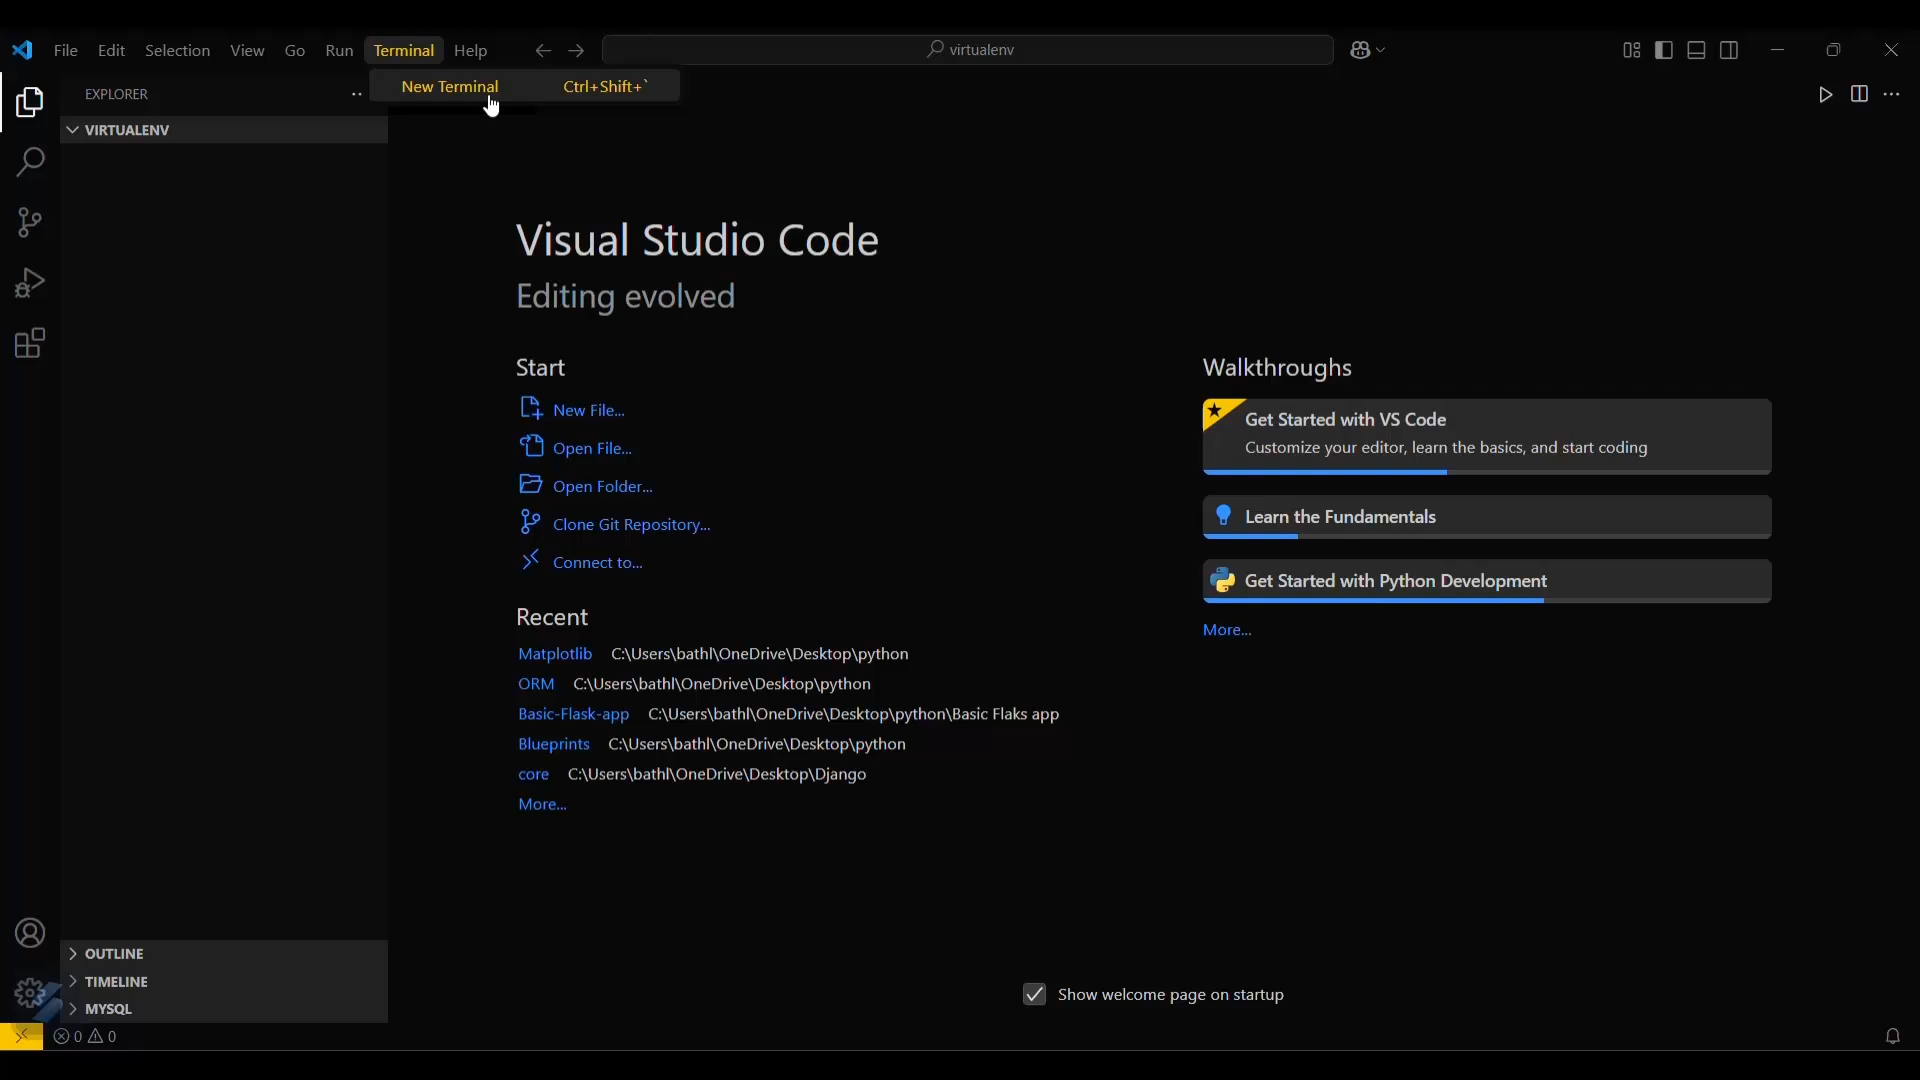 File Edit Selection View Go Run Terminal Help
virtualenv
New Terminal Ctrl+Shift+`
EXPLORER
VIRTUALENV
Visual Studio Code
Editing evolved
Start
New File...
Open File...
Open Folder...
Clone Git Repository...
Connect to...
Recent
Matplotlib C:\Users\bathl\OneDrive\Desktop\python
ORM C:\Users\bathl\OneDrive\Desktop\python
Basic-Flask-app C:\Users\bathl\OneDrive\Desktop\python\Basic Flaks app
Blueprints C:\Users\bathl\OneDrive\Desktop\python
core C:\Users\bathl\OneDrive\Desktop\Django
More...
Walkthroughs
Get Started with VS Code
Customize your editor, learn the basics, and start coding
Learn the Fundamentals
Get Started with Python Development
More...
Show welcome page on startup
OUTLINE
TIMELINE
MYSQL
0 0